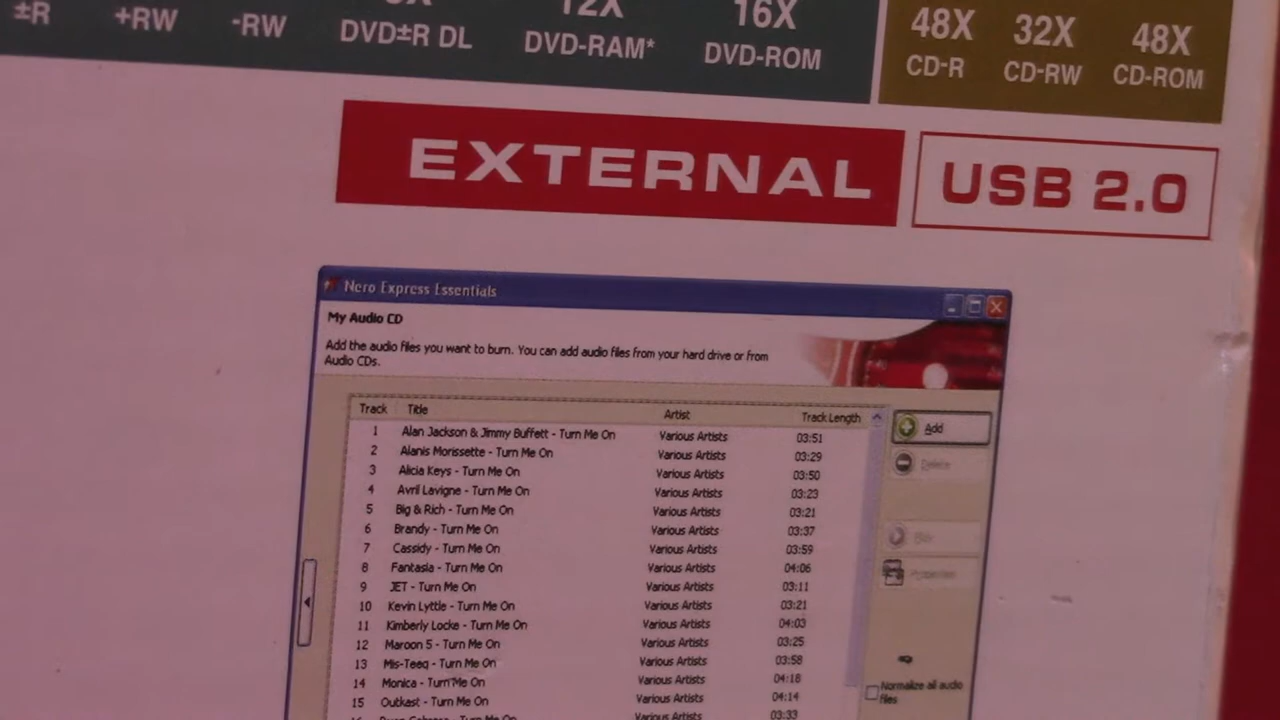 12X 16X 48X 32X 48X
±R +RW -RW DVD±R DL DVD-RAM* DVD-ROM CD-R CD-RW CD-ROM
EXTERNAL USB 2.0
Nero Express Essentials
My Audio CD
Add the audio files you want to burn. You can add audio files from your hard drive or from
Audio CDs.
Track Title Artist Track Length
Add
1 Alan Jackson & Jimmy Buffett - Turn Me On Various Artists 03:51
2 Alanis Morissette - Turn Me On Various Artists 03:29
Delete
3 Alicia Keys - Turn Me On Various Artists 03:50
4 Avril Lavigne - Turn Me On Various Artists 03:23
5 Big & Rich - Turn Me On Various Artists 03:21
6 Brandy - Turn Me On Various Artists 03:37
7 Cassidy - Turn Me On Various Artists 03:59
8 Fantasia - Turn Me On Various Artists 04:06
Properties
9 JET - Turn Me On Various Artists 03:11
10 Kevin Lyttle - Turn Me On Various Artists 03:21
11 Kimberly Locke - Turn Me On Various Artists 04:03
12 Maroon 5 - Turn Me On Various Artists 03:25
13 Mis-Teeq - Turn Me On Various Artists 03:58
14 Monica - Turn Me On Various Artists 04:18
15 Outkast - Turn Me On Various Artists 04:14
Normalize all audio
files
03:33